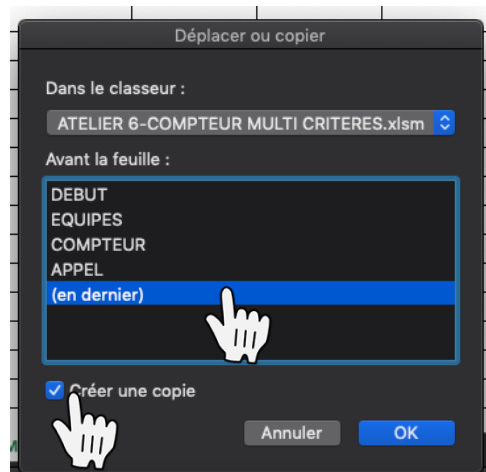 Déplacer ou copier
Dans le classeur :
ATELIER 6-COMPTEUR MULTI CRITERES.xlsm
Avant la feuille :
DEBUT
EQUIPES
COMPTEUR
APPEL
(en dernier)
Créer une copie
Annuler
OK